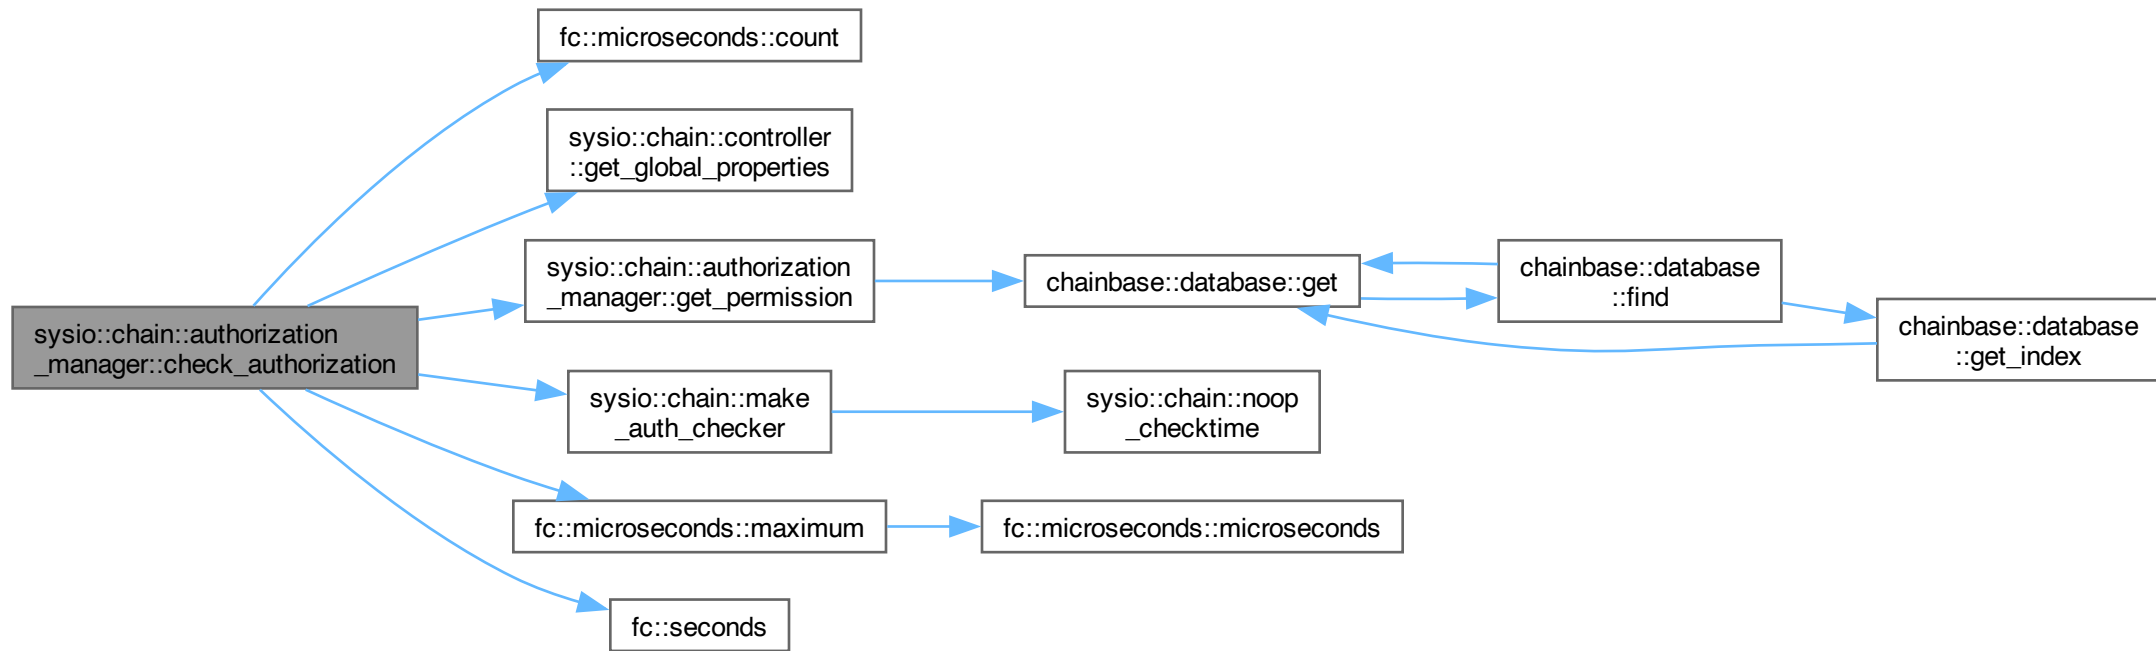 fc::microseconds::count
sysio::chain::controller
::get_global_properties
sysio::chain::authorization
_manager::get_permission
chainbase::database::get
chainbase::database
::find
chainbase::database
::get_index
sysio::chain::authorization
_manager::check_authorization
sysio::chain::make
_auth_checker
sysio::chain::noop
_checktime
fc::microseconds::maximum
fc::microseconds::microseconds
fc::seconds